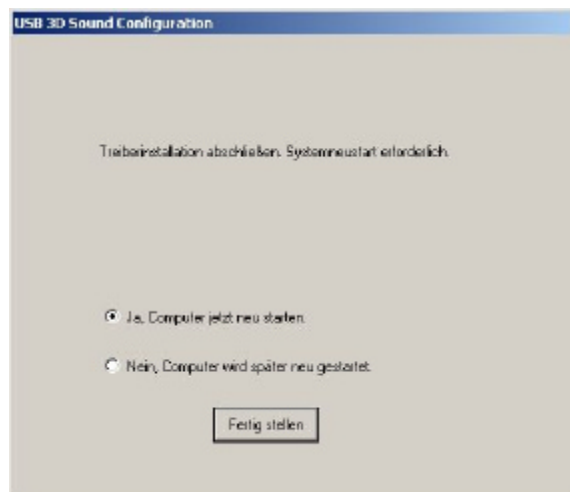 USB 3D Sound Configuration
Treiberinstallation abschließen. Systemneustart erforderlich.
Ja, Computer jetzt neu starten.
Nein, Computer wird später neu gestartet.
Fertig stellen